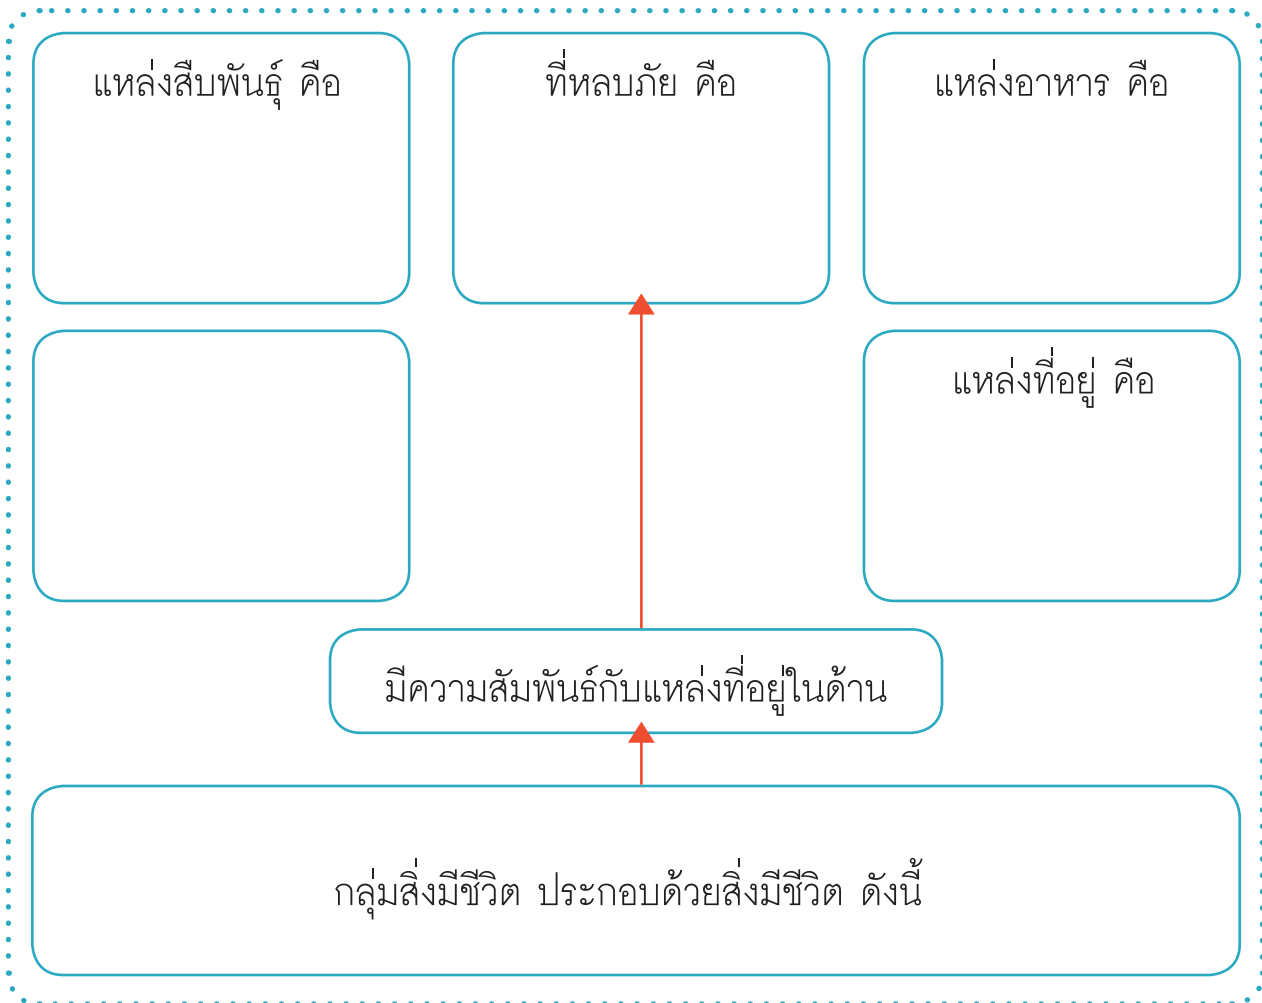 แหล่งสืบพันธุ์ คือ
ที่หลบภัย คือ
แหล่งอาหาร คือ
แหล่งที่อยู่ คือ
มีความสัมพันธ์กับแหล่งที่อยู่ในด้าน
กลุ่มสิ่งมีชีวิต ประกอบด้วยสิ่งมีชีวิต ดังนี้